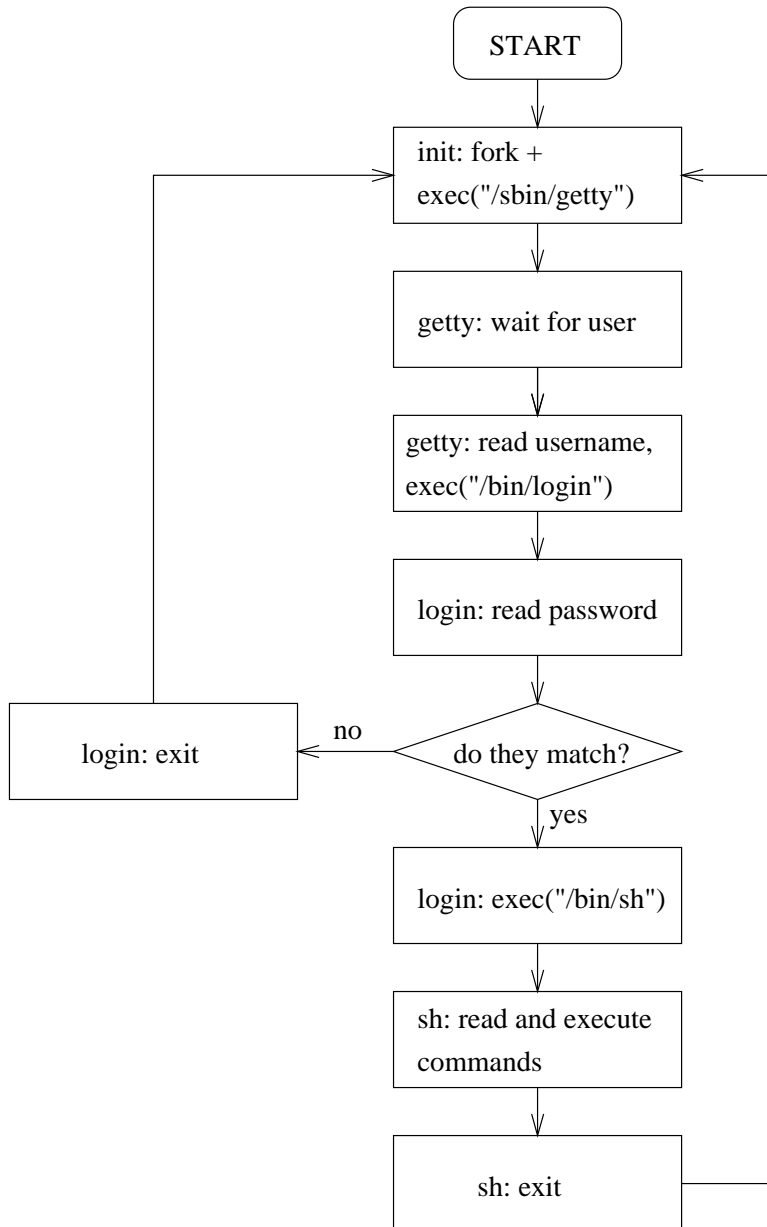 START
init: fork +
exec("/sbin/getty")
getty: wait for user
getty: read username,
exec("/bin/login")
login: read password
do they match?
no
login: exit
yes
login: exec("/bin/sh")
sh: read and execute
commands
sh: exit